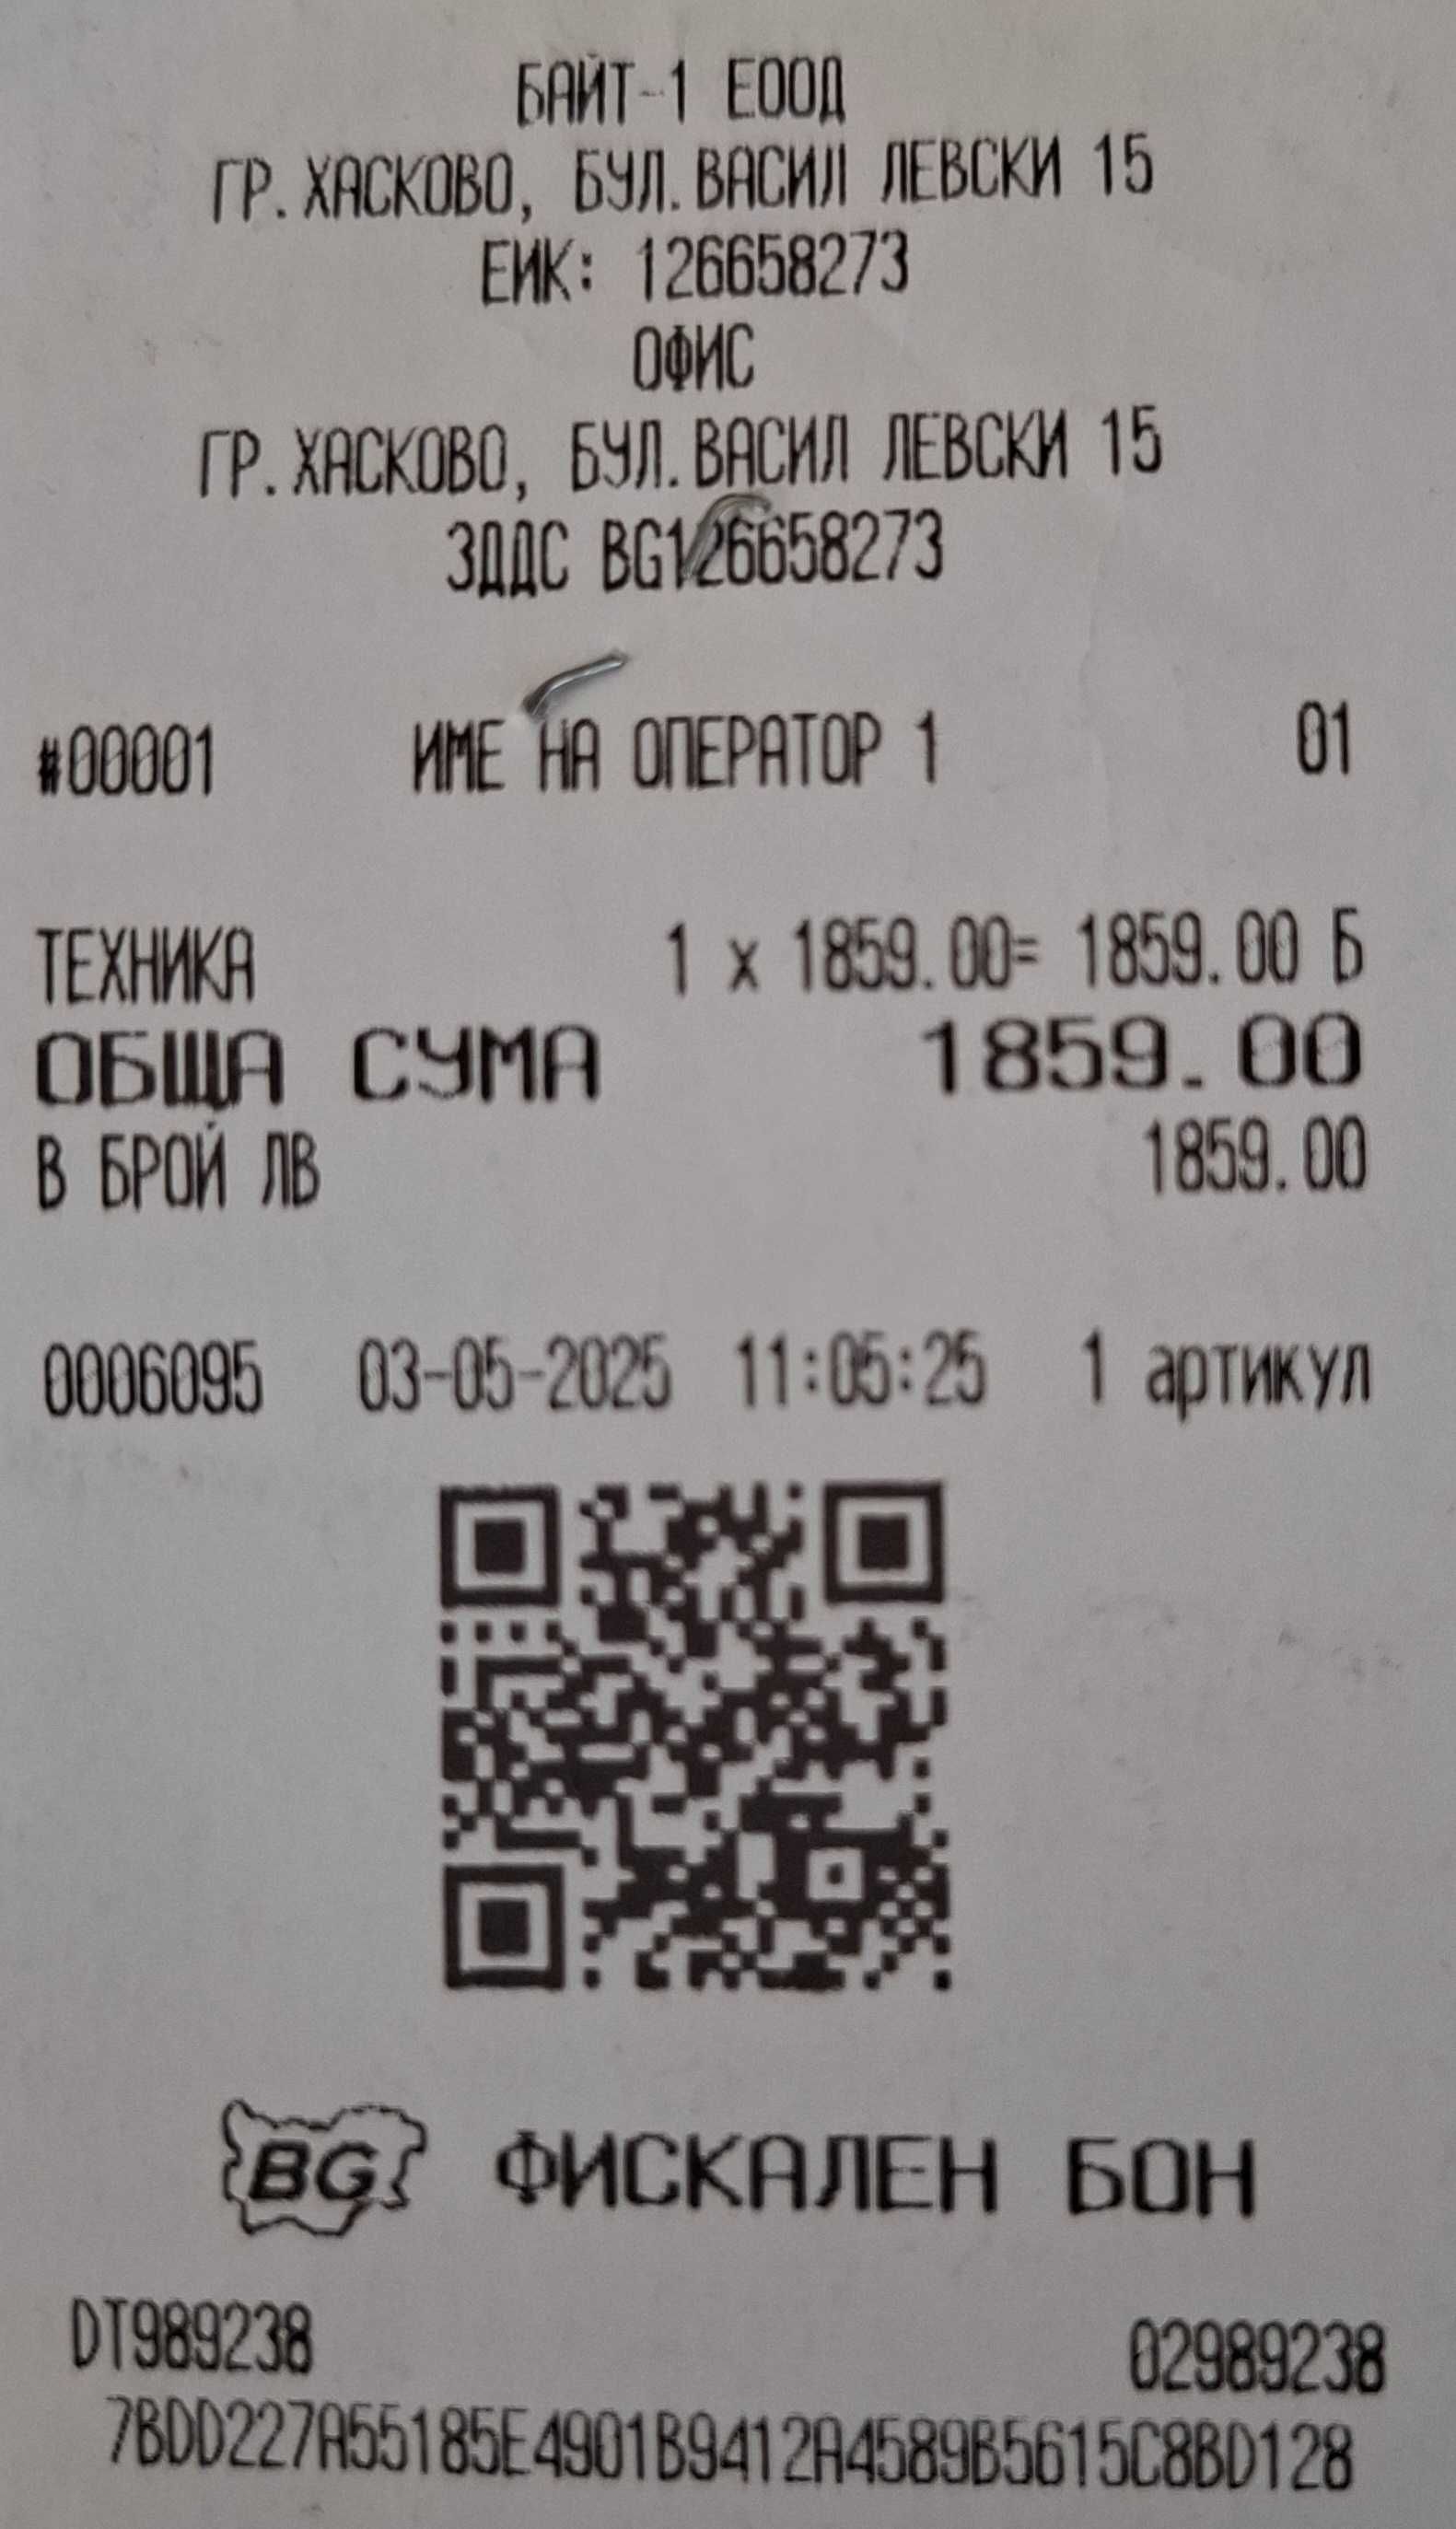 БАЙТ-1 ЕООД
ГР.ХАСКОВО, БУЛ.ВАСИЛ ЛЕВСКИ 15
ЕИК: 126658273
ОФИС
ГР.ХАСКОВО, БУЛ.ВАСИЛ ЛЕВСКИ 15
ЗДДС BG126658273
#00001 ИМЕ НА ОПЕРАТОР 1 01
ТЕХНИКА 1 x 1859.00= 1859.00 Б
ОБЩА СУМА 1859.00
В БРОЙ ЛВ 1859.00
0006095 03-05-2025 11:05:25 1 артикул
BG ФИСКАЛЕН БОН
DT989238 02989238
7BDD227A55185E4901B9412A4589B5615C8BD128